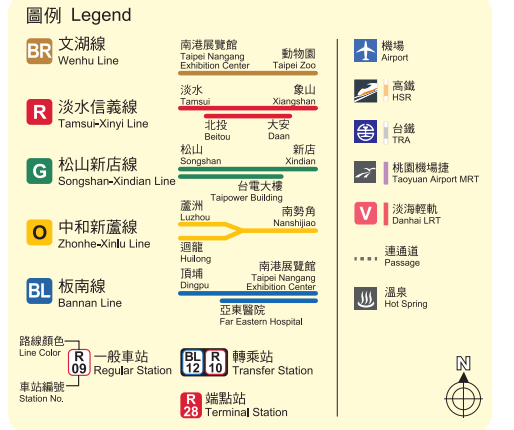 圖例 Legend
BR 文湖線
Wenhu Line
南港展覽館
Taipei Nangang
Exhibition Center
動物園
Taipei Zoo
R 淡水信義線
Tamsui-Xinyi Line
淡水
Tamsui
象山
Xiangshan
北投
Beitou
大安
Daan
G 松山新店線
Songshan-Xindian Line
松山
Songshan
新店
Xindian
台電大樓
Taipower Building
O 中和新蘆線
Zhonhe-Xinlu Line
蘆洲
Luzhou
南勢角
Nanshijiao
迴龍
Huilong
BL 板南線
Bannan Line
頂埔
Dingpu
南港展覽館
Taipei Nangang
Exhibition Center
亞東醫院
Far Eastern Hospital
路線顏色
Line Color
車站編號
Station No.
R
09
一般車站
Regular Station
BL
12
R
10
轉乘站
Transfer Station
R
28
端點站
Terminal Station
機場
Airport
高鐵
HSR
台鐵
TRA
桃園機場捷
Taoyuan Airport MRT
V 淡海輕軌
Danhai LRT
連通道
Passage
溫泉
Hot Spring
N